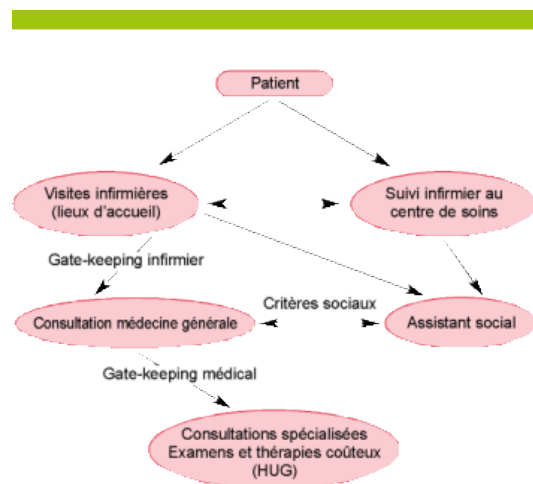 Patient
Visites infirmières
(lieux d'accueil)
Suivi infirmier au
centre de soins
Gate-keeping infirmier
Critères sociaux
Consultation médecine générale
Assistant social
Gate-keeping médical
Consultations spécialisées
Examens et thérapies coûteux
(HUG)